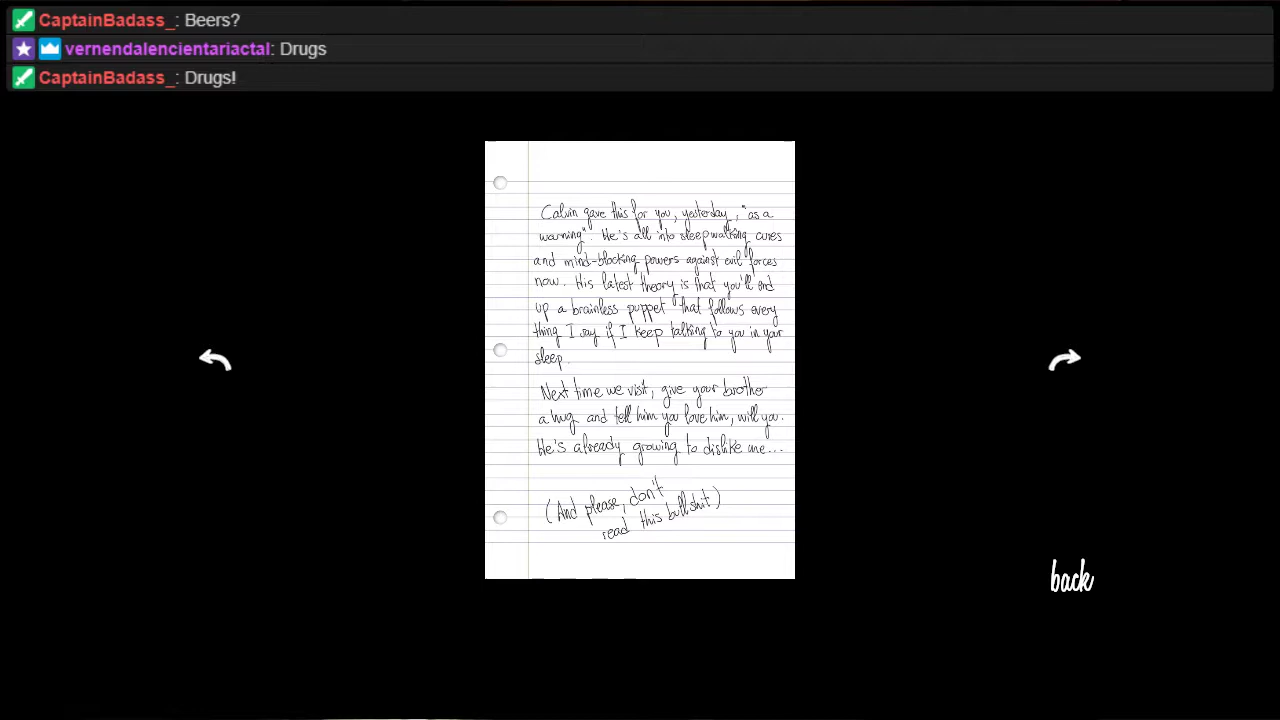 CaptainBadass_: Beers?
vernendalencientariactal: Drugs
CaptainBadass_: Drugs!
Calvin gave this for you, yesterday, "as a
warning". He's all into sleepwalking cures
and mind-blocking powers against evil forces
now. His latest theory is that you'll end
up a brainless puppet that follows every
thing I say if I keep talking to you in your
sleep.
Next time we visit, give your brother
a hug and tell him you love him, will you.
He's already growing to dislike me...
(And please, don't
read this bullshit)
back